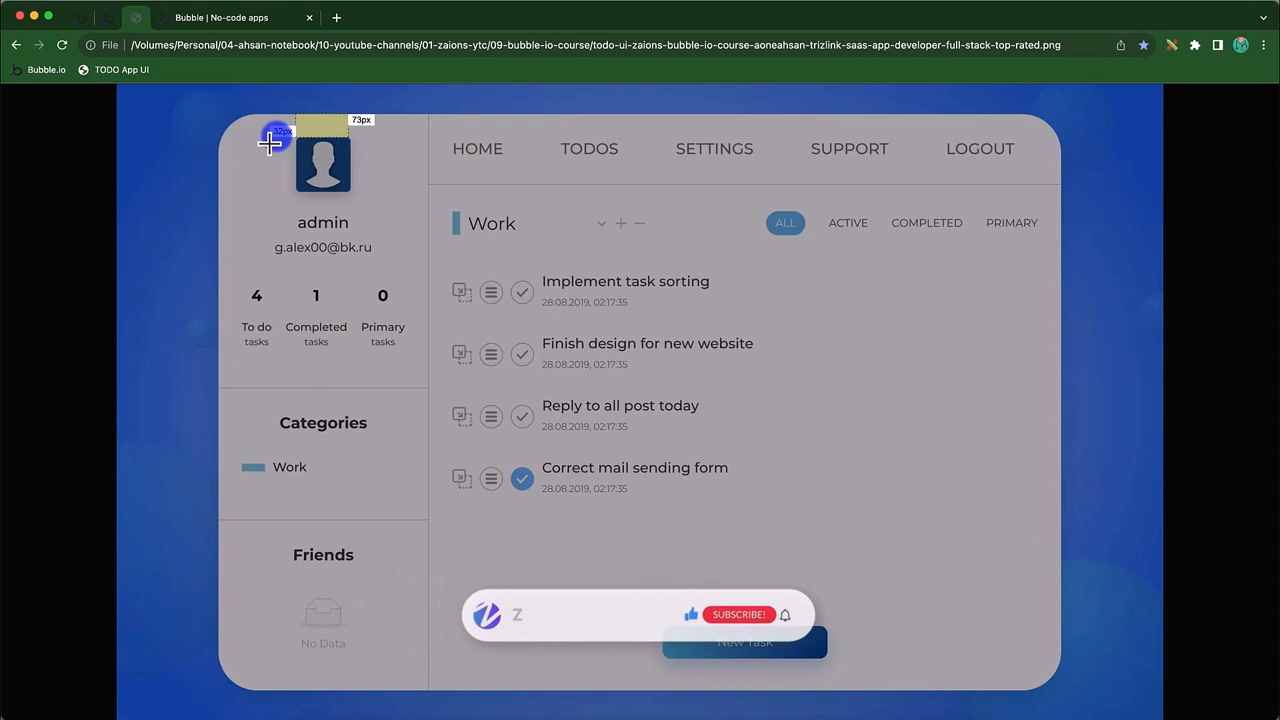 Bubble | No-code apps
File /Volumes/Personal/04-ahsan-notebook/10-youtube-channels/01-zaions-ytc/09-bubble-io-course/todo-ui-zaions-bubble-io-course-aoneahsan-trizlink-saas-app-developer-full-stack-top-rated.png
Bubble.io TODO App UI
73px
32px
HOME TODOS SETTINGS SUPPORT LOGOUT
admin
g.alex00@bk.ru
4 1 0
To do Completed Primary
tasks tasks tasks
Categories
Work
Friends
No Data
Work ALL ACTIVE COMPLETED PRIMARY
Implement task sorting
28.08.2019, 02:17:35
Finish design for new website
28.08.2019, 02:17:35
Reply to all post today
28.08.2019, 02:17:35
Correct mail sending form
28.08.2019, 02:17:35
Z SUBSCRIBE!
New Task